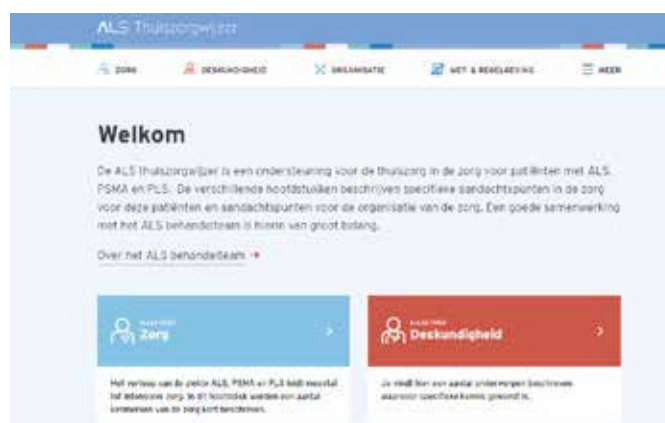 ALS Thuiszorgwijzer
ZORG DESKUNDIGHEID ORGANISATIE WET & REGELGEVING MEER
Welkom
De ALS thuiszorgwijzer is een ondersteuning voor de thuiszorg in de zorg voor patiënten met ALS,
PSMA en PLS. De verschillende hoofdstukken beschrijven specifieke aandachtspunten in de zorg
voor deze patiënten en aandachtspunten voor de organisatie van de zorg. Een goede samenwerking
met het ALS behandelteam is hierin van groot belang.
Over het ALS behandelteam →
Zorg
Deskundigheid
Het verloop van de ziekte ALS, PSMA en PLS leidt meestal
tot intensieve zorg. In dit hoofdstuk worden een aantal
kenmerken van de zorg kort beschreven.
Je vindt hier een aantal onderwerpen beschreven
waarvoor specifieke kennis gewenst is.